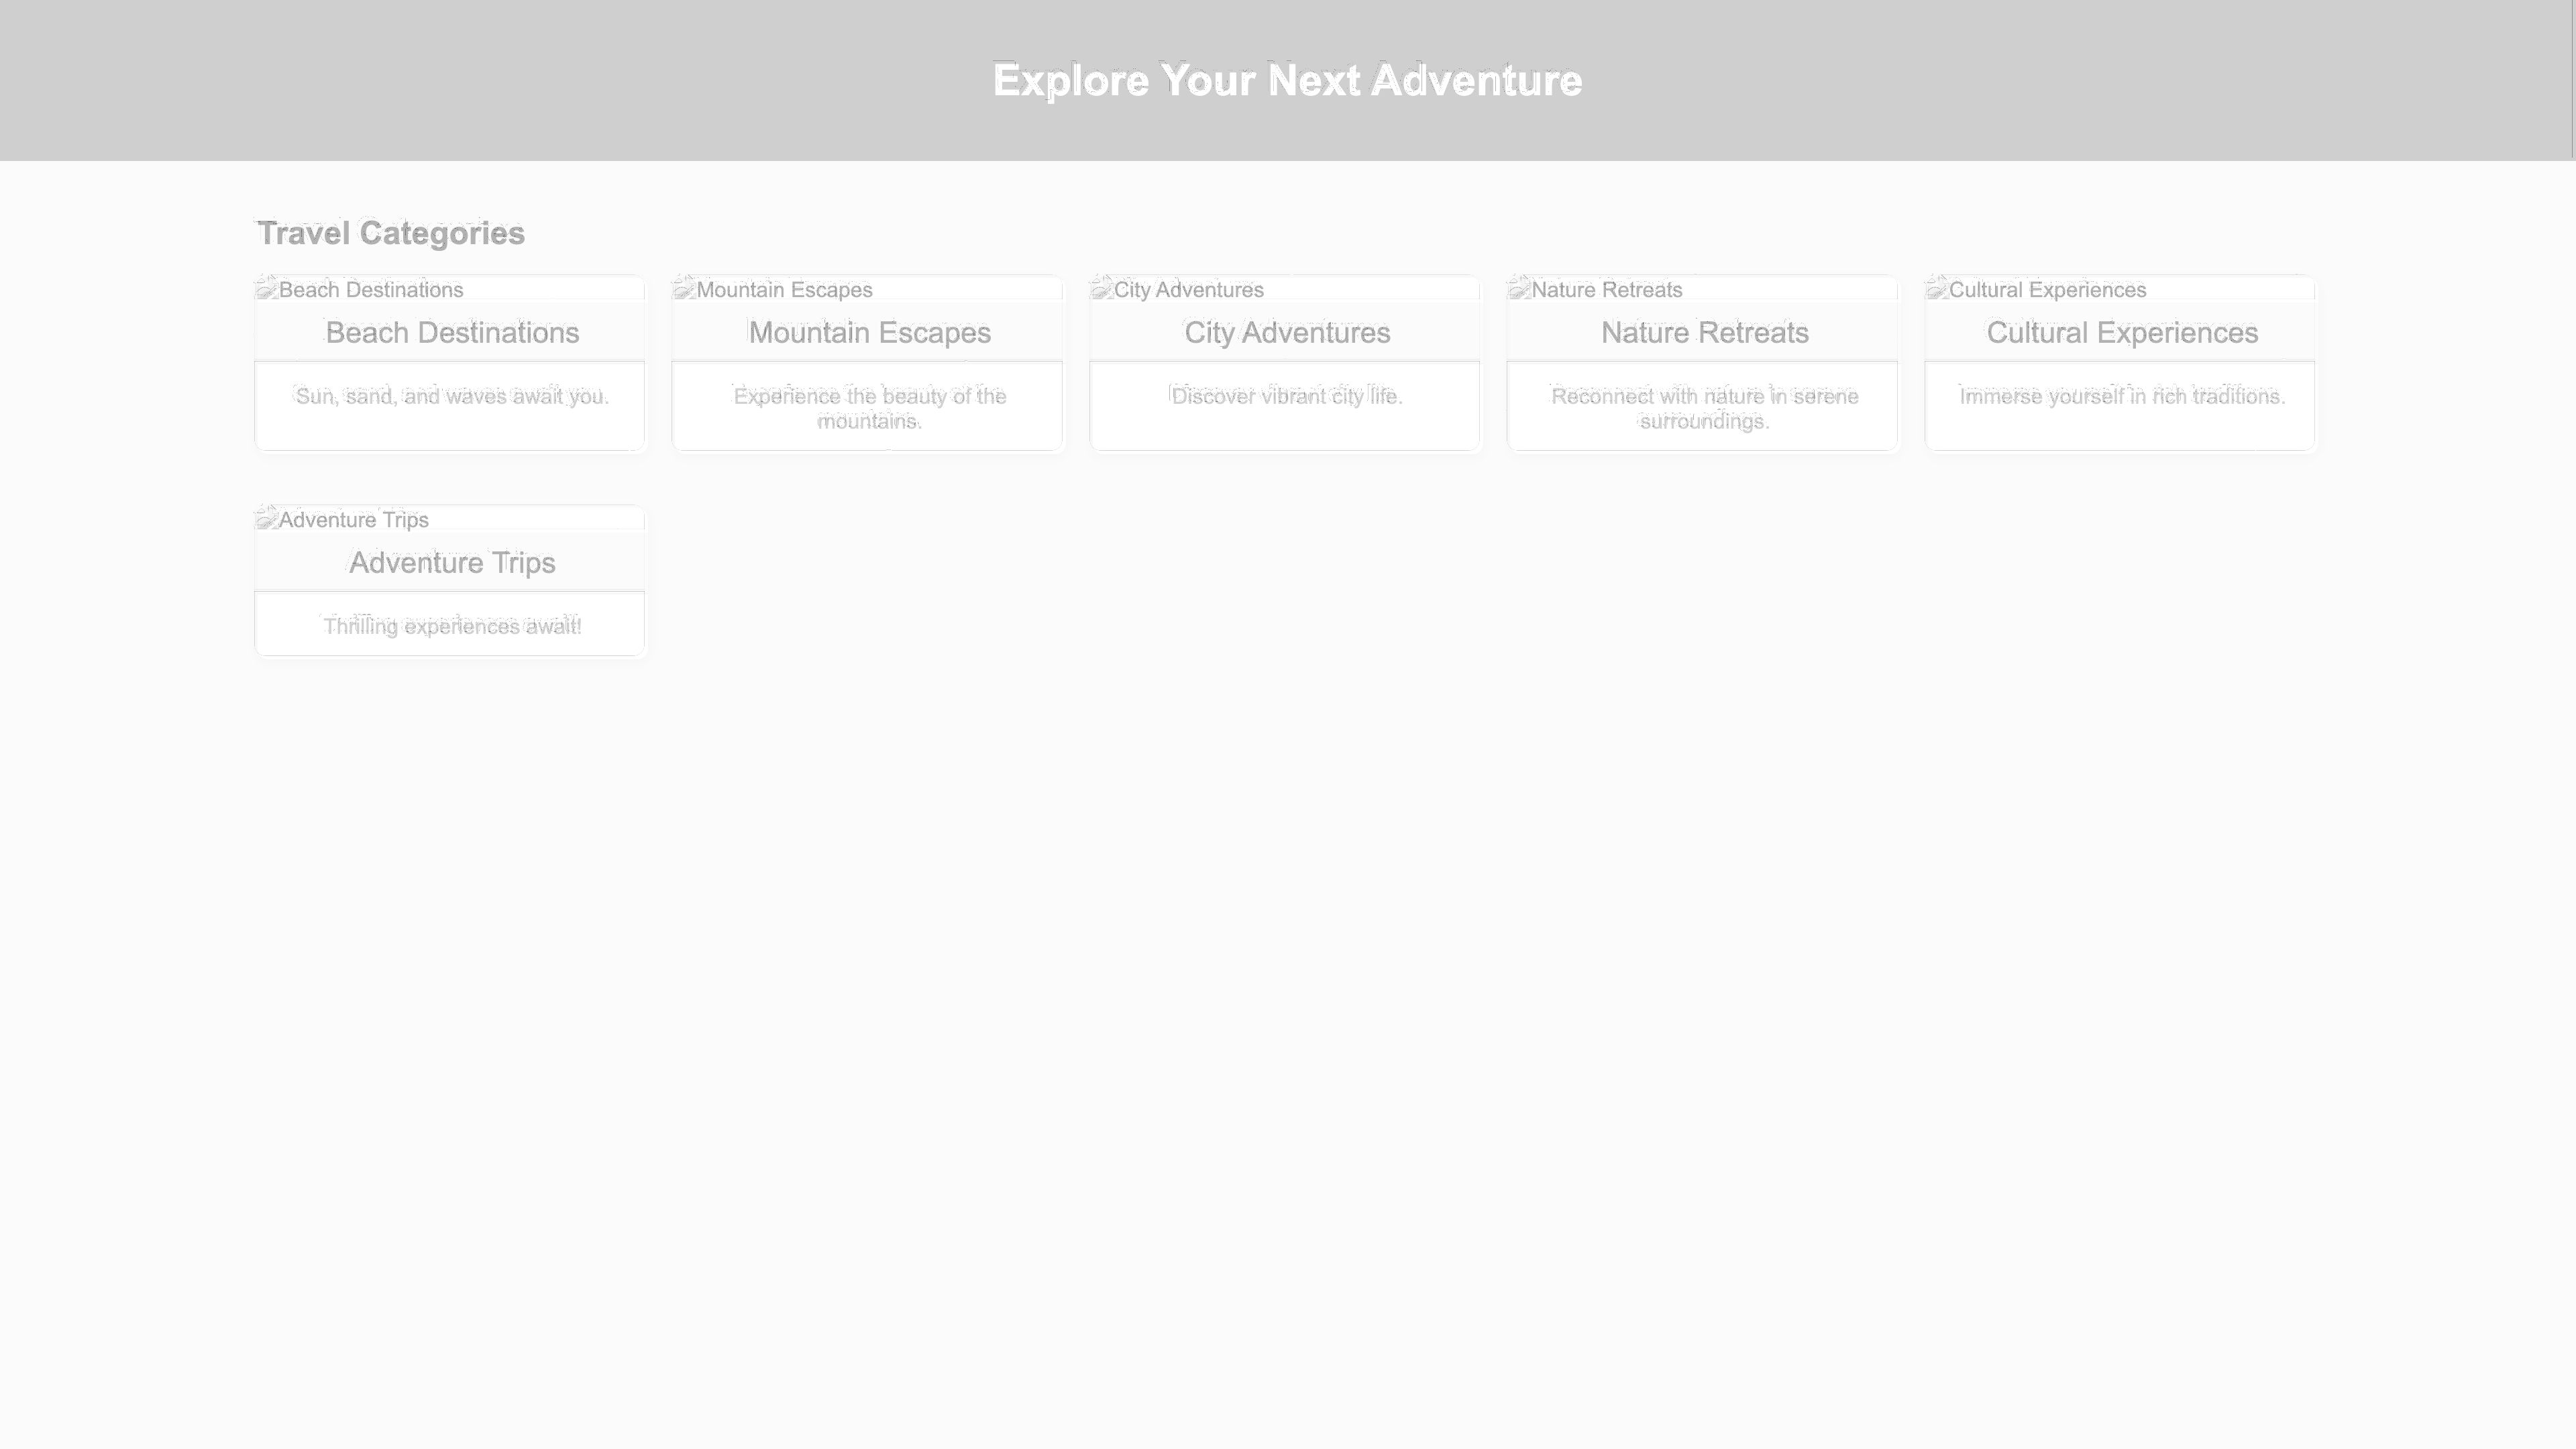 Explore Your Next Adventure
Travel Categories
Beach Destinations
Beach Destinations
Sun, sand, and waves await you.
Mountain Escapes
Mountain Escapes
Experience the beauty of the
mountains.
City Adventures
City Adventures
Discover vibrant city life.
Nature Retreats
Nature Retreats
Reconnect with nature in serene
surroundings.
Cultural Experiences
Cultural Experiences
Immerse yourself in rich traditions.
Adventure Trips
Adventure Trips
Thrilling experiences await!